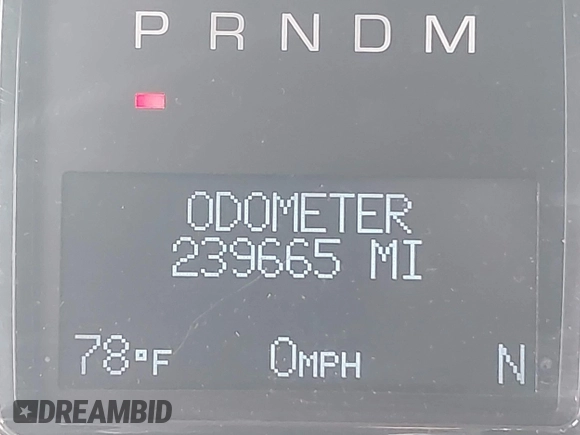 P R N D M
ODOMETER
239665 MI
78°F 0MPH N
DREAMBID